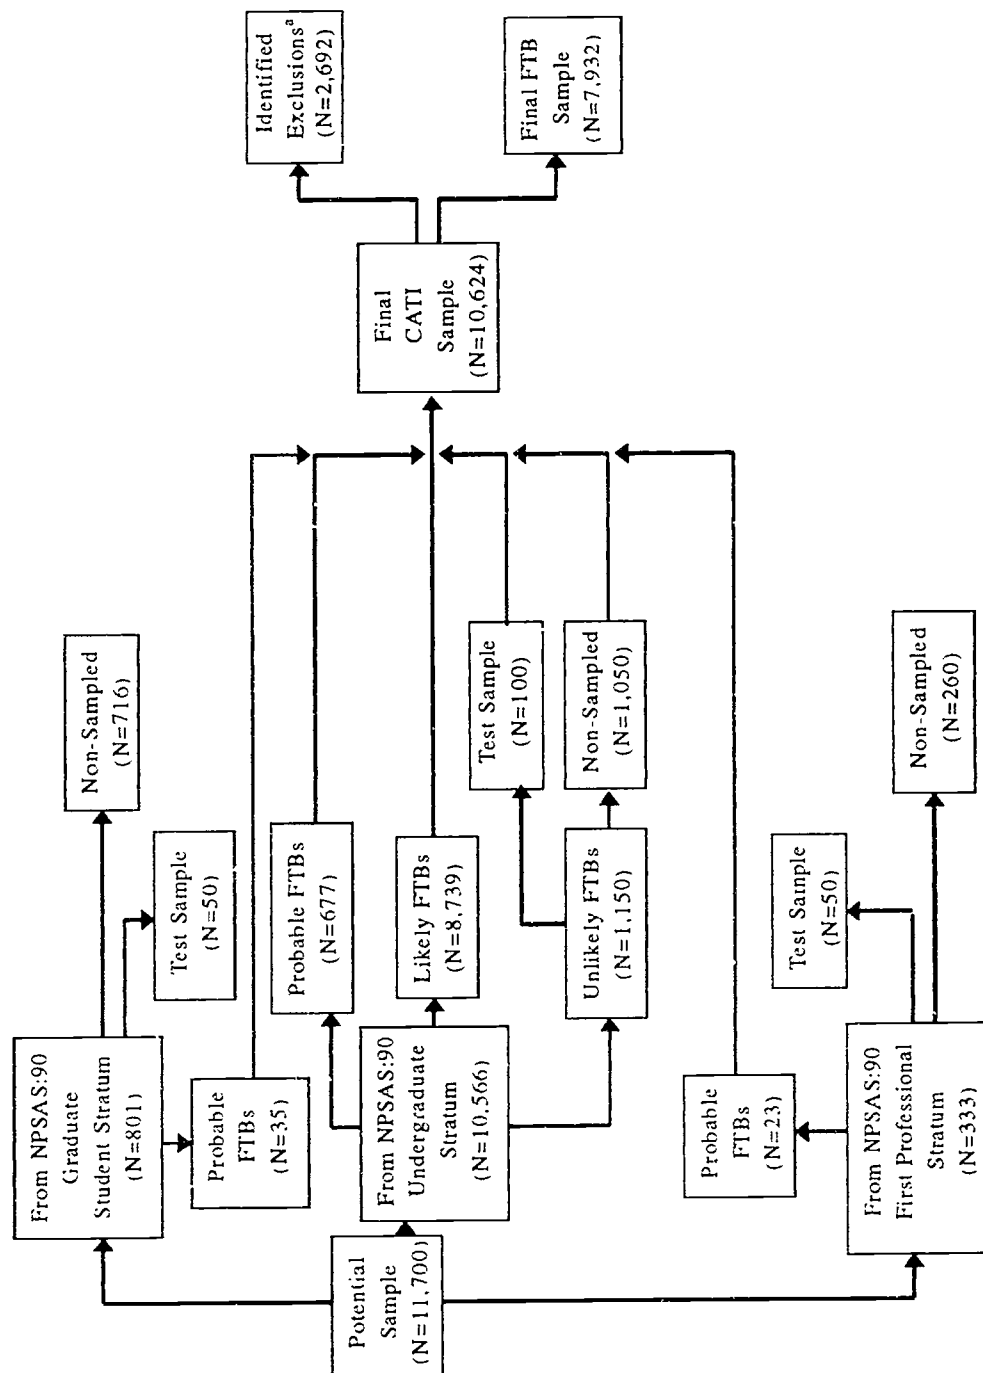 Potential
Sample
(N=11,700)
From NPSAS:90
Graduate
Student Stratum
(N=801)
Non-Sampled
(N=716)
Test Sample
(N=50)
Probable
FTBs
(N=35)
From NPSAS:90
Undergraduate
Stratum
(N=10,566)
Probable FTBs
(N=677)
Likely FTBs
(N=8,739)
Unlikely FTBs
(N=1,150)
Test Sample
(N=100)
Non-Sampled
(N=1,050)
From NPSAS:90
First Professional
Stratum
(N=333)
Probable
FTBs
(N=23)
Test Sample
(N=50)
Non-Sampled
(N=260)
Final
CATI
Sample
(N=10,624)
Identified
Exclusionsᵃ
(N=2,692)
Final FTB
Sample
(N=7,932)